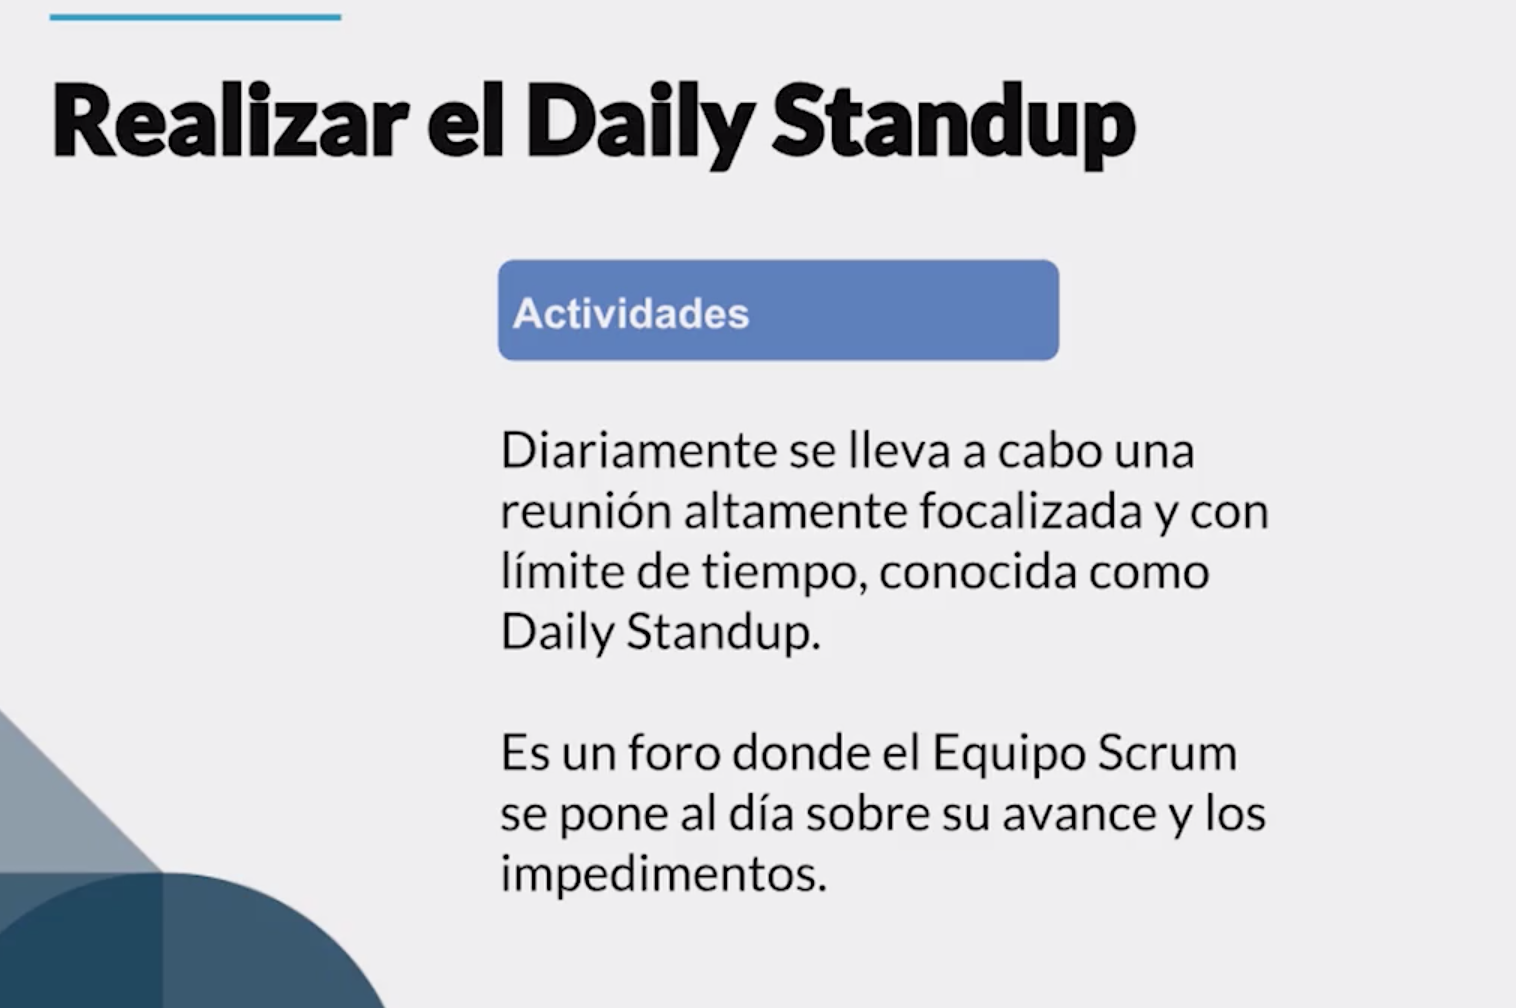 Realizar el Daily Standup
Actividades
Diariamente se lleva a cabo una
reunión altamente focalizada y con
límite de tiempo, conocida como
Daily Standup.
Es un foro donde el Equipo Scrum
se pone al día sobre su avance y los
impedimentos.